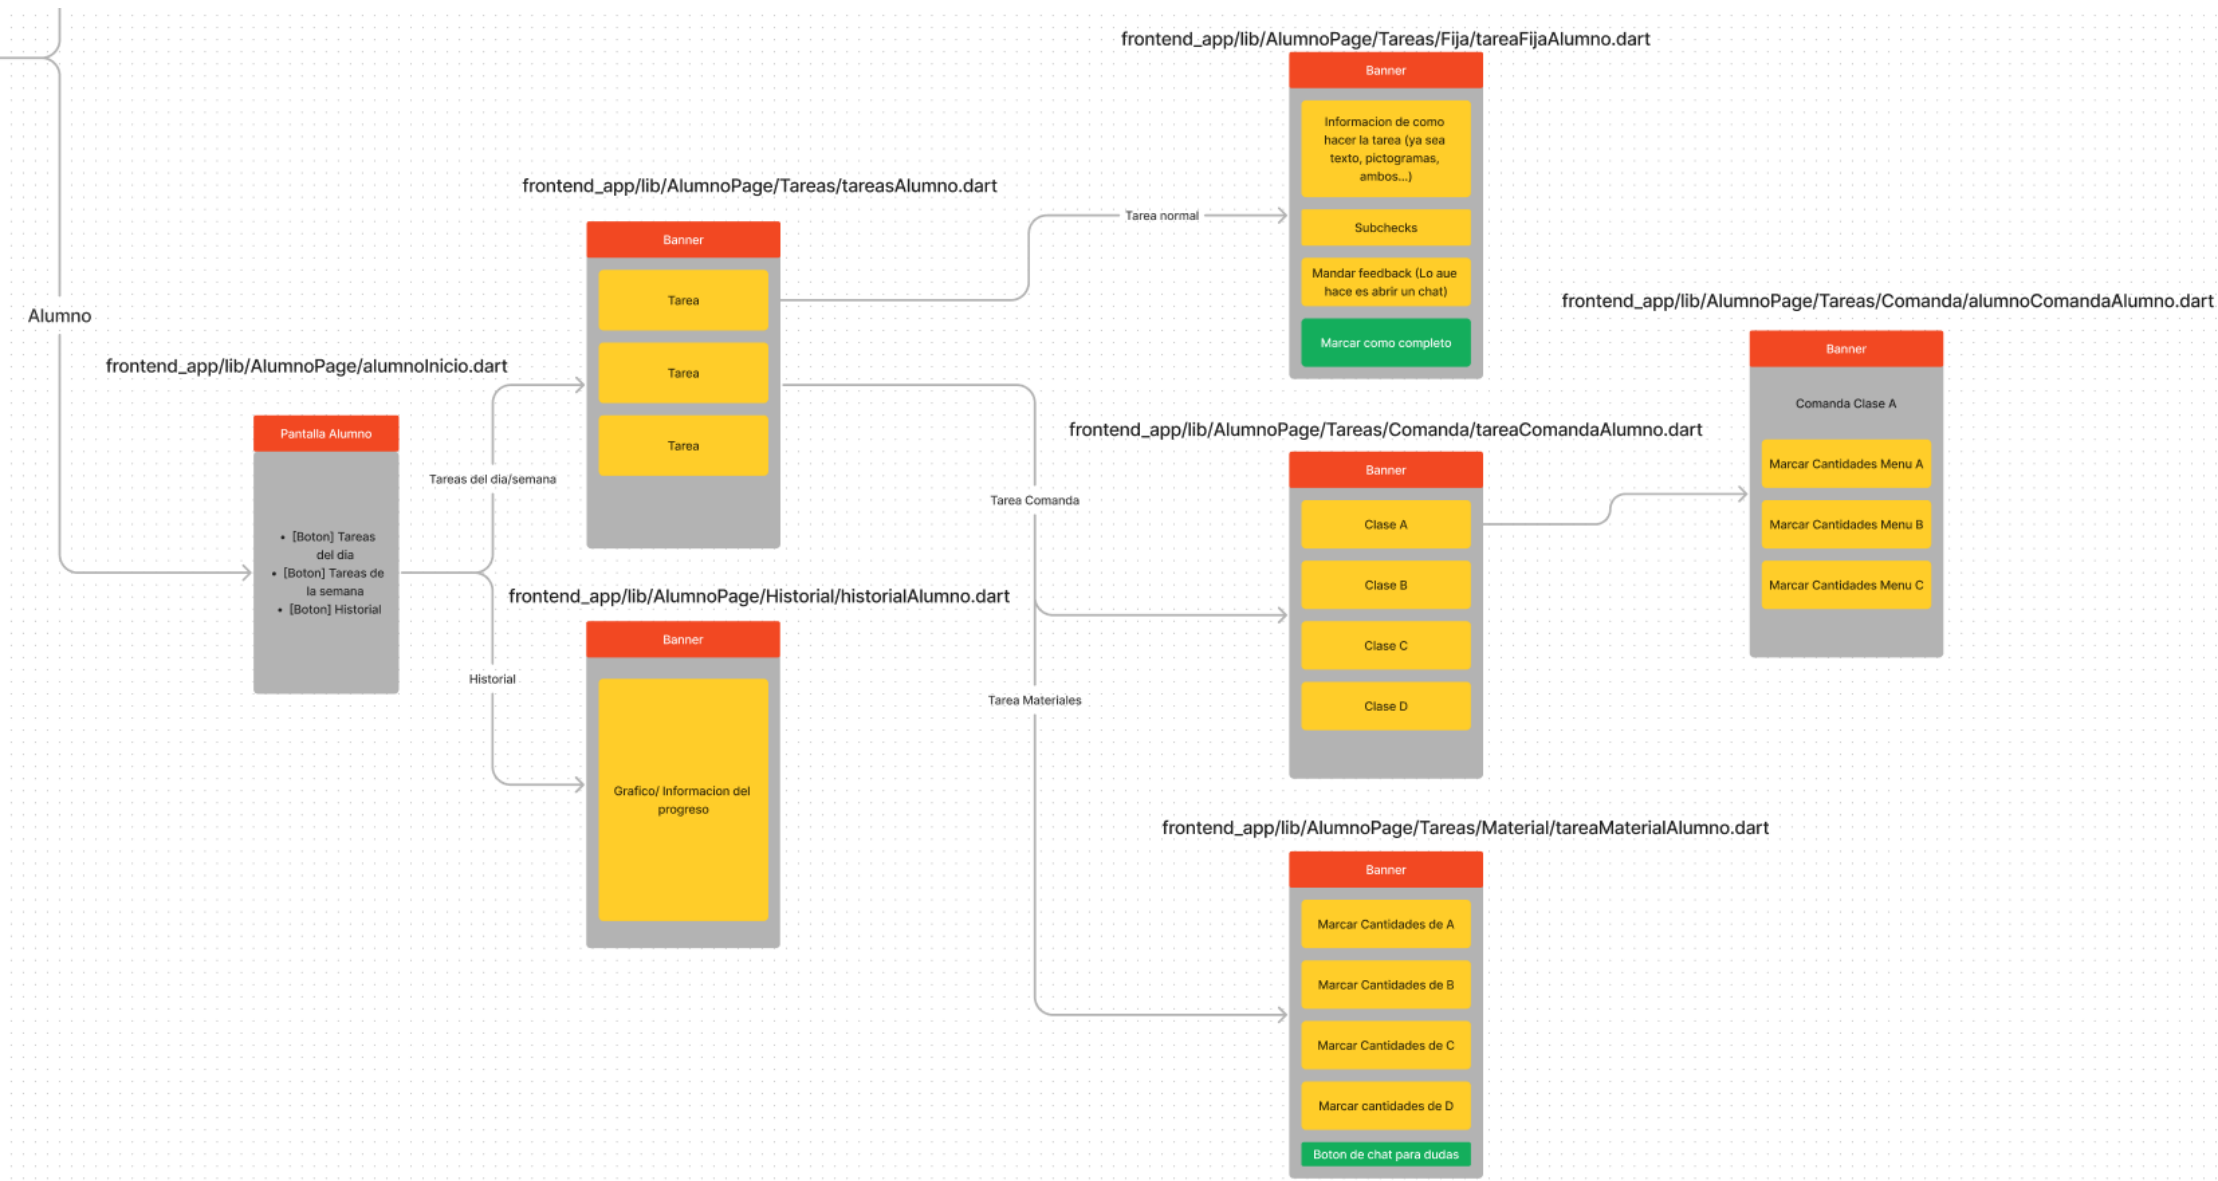 Alumno
frontend_app/lib/AlumnoPage/alumnoInicio.dart
Pantalla Alumno
• [Boton] Tareas
del dia
• [Boton] Tareas de
la semana
• [Boton] Historial
Tareas del dia/semana
Historial
frontend_app/lib/AlumnoPage/Tareas/tareasAlumno.dart
Banner
Tarea
Tarea
Tarea
frontend_app/lib/AlumnoPage/Historial/historialAlumno.dart
Banner
Grafico/ Informacion del
progreso
Tarea normal
Tarea Comanda
Tarea Materiales
frontend_app/lib/AlumnoPage/Tareas/Fija/tareaFijaAlumno.dart
Banner
Informacion de como
hacer la tarea (ya sea
texto, pictogramas,
ambos...)
Subchecks
Mandar feedback (Lo aue
hace es abrir un chat)
Marcar como completo
frontend_app/lib/AlumnoPage/Tareas/Comanda/tareaComandaAlumno.dart
Banner
Clase A
Clase B
Clase C
Clase D
frontend_app/lib/AlumnoPage/Tareas/Comanda/alumnoComandaAlumno.dart
Banner
Comanda Clase A
Marcar Cantidades Menu A
Marcar Cantidades Menu B
Marcar Cantidades Menu C
frontend_app/lib/AlumnoPage/Tareas/Material/tareaMaterialAlumno.dart
Banner
Marcar Cantidades de A
Marcar Cantidades de B
Marcar Cantidades de C
Marcar cantidades de D
Boton de chat para dudas